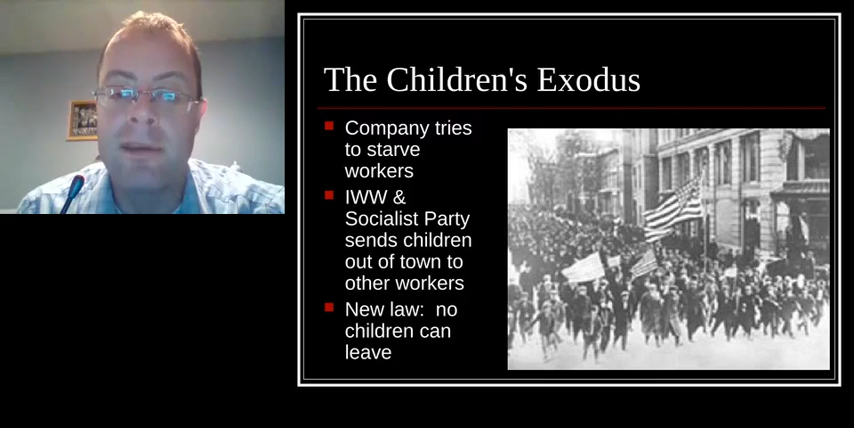 The Children's Exodus
Company tries
to starve
workers
IWW &
Socialist Party
sends children
out of town to
other workers
New law:  no
children can
leave